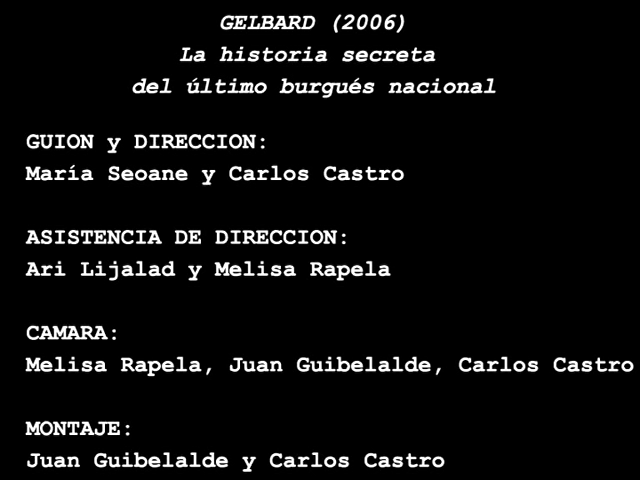 GELBARD (2006)
La historia secreta
del último burgués nacional
GUION y DIRECCION:
María Seoane y Carlos Castro
ASISTENCIA DE DIRECCION:
Ari Lijalad y Melisa Rapela
CAMARA:
Melisa Rapela, Juan Guibelalde, Carlos Castro
MONTAJE:
Juan Guibelalde y Carlos Castro